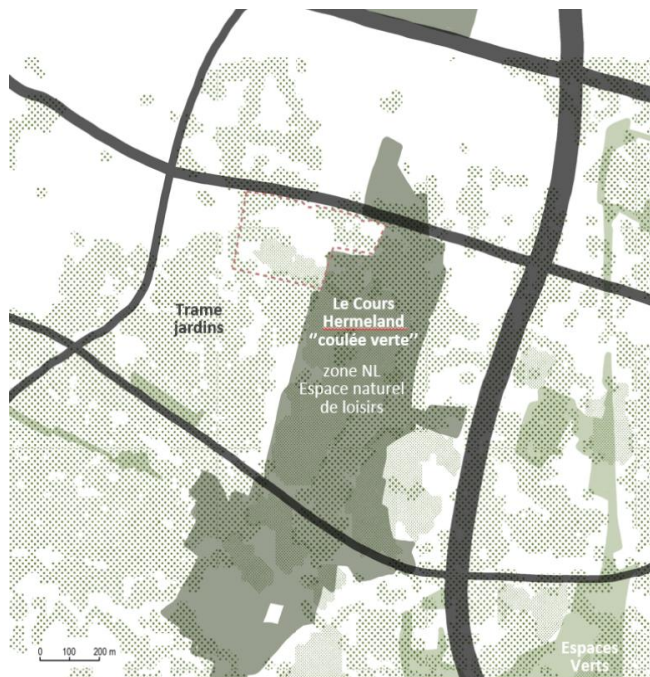 Le Cours
Hermeland
“coulée verte”
zone NL
Espace naturel
de loisirs
Trame
jardins
Espaces
Verts
0 100 200 m